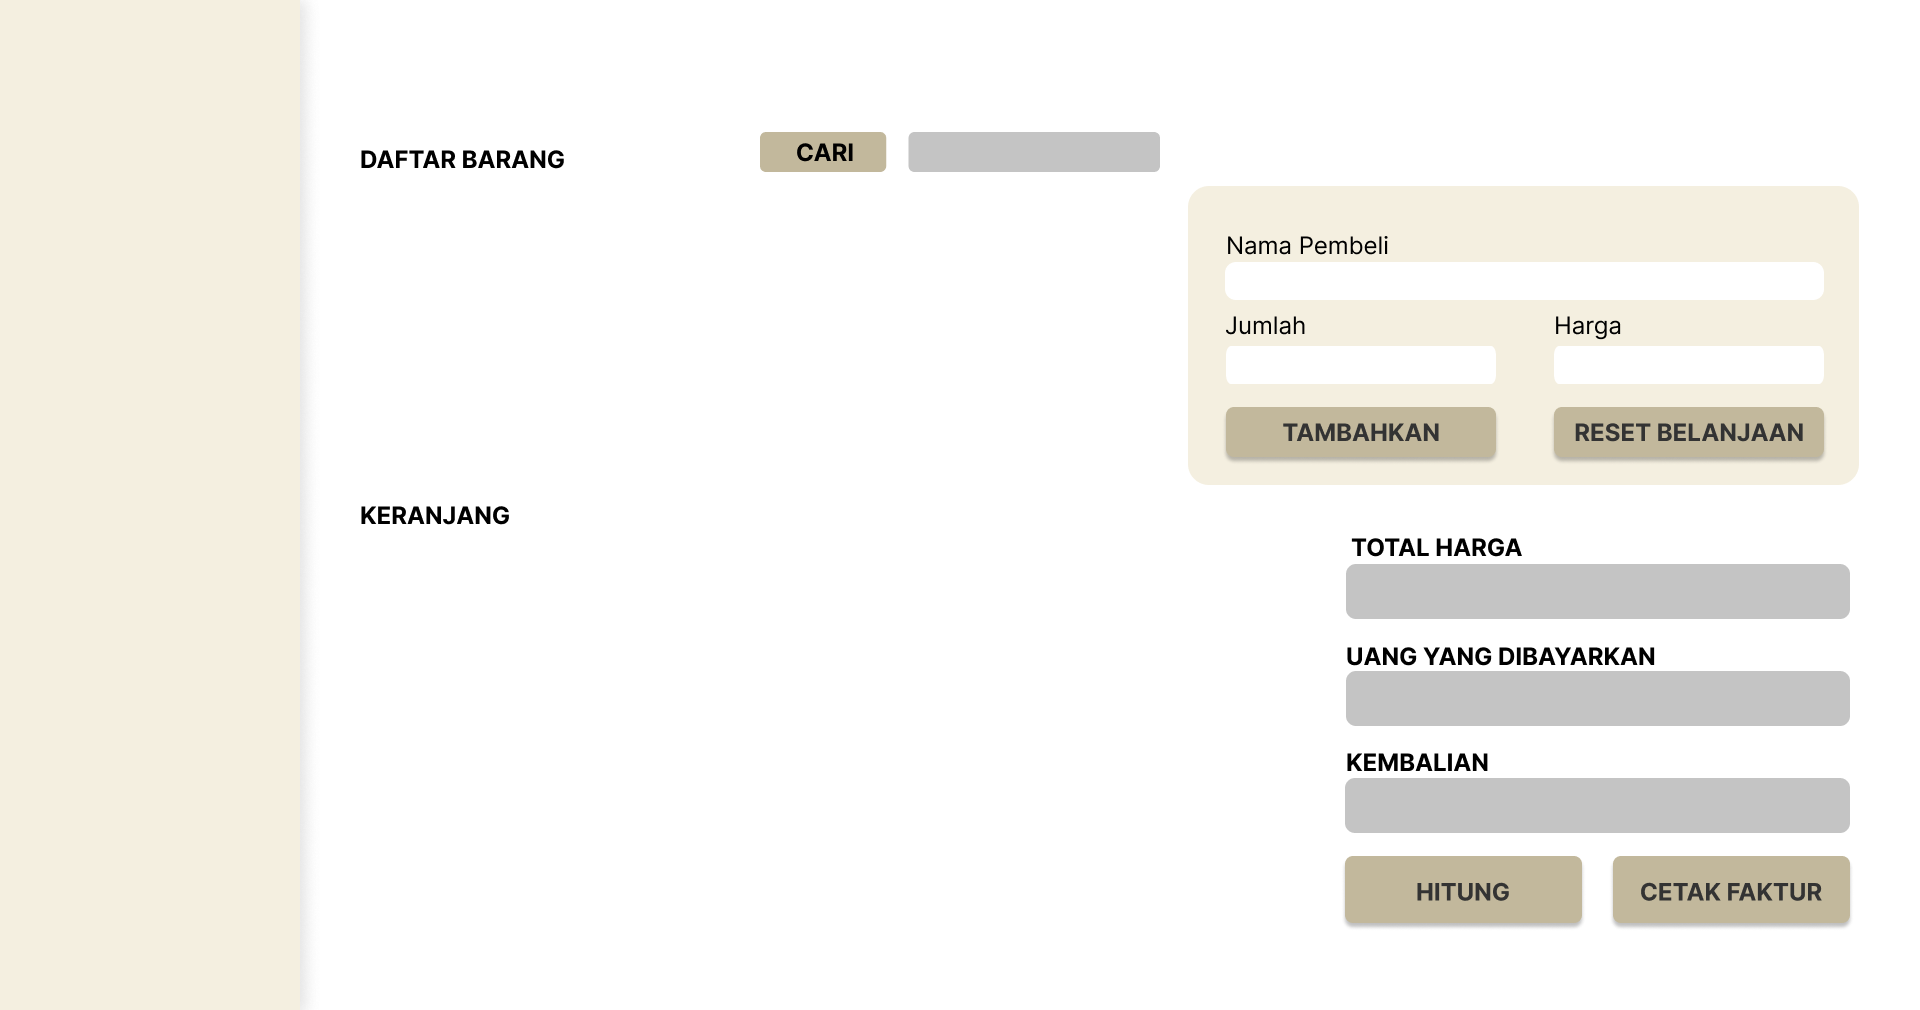 DAFTAR BARANG
CARI
Nama Pembeli
Jumlah
Harga
TAMBAHKAN
RESET BELANJAAN
KERANJANG
TOTAL HARGA
UANG YANG DIBAYARKAN
KEMBALIAN
HITUNG
CETAK FAKTUR